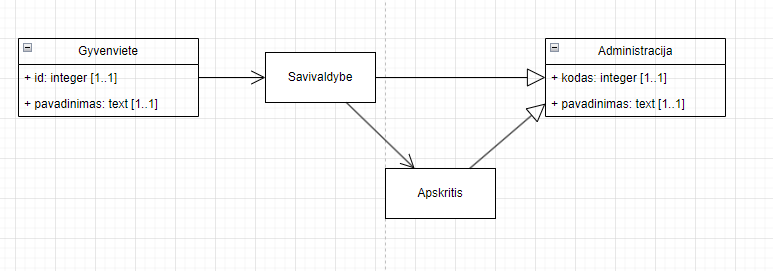 Gyvenviete
+ id: integer [1..1]
+ pavadinimas: text [1..1]
Savivaldybe
Apskritis
Administracija
+ kodas: integer [1..1]
+ pavadinimas: text [1..1]